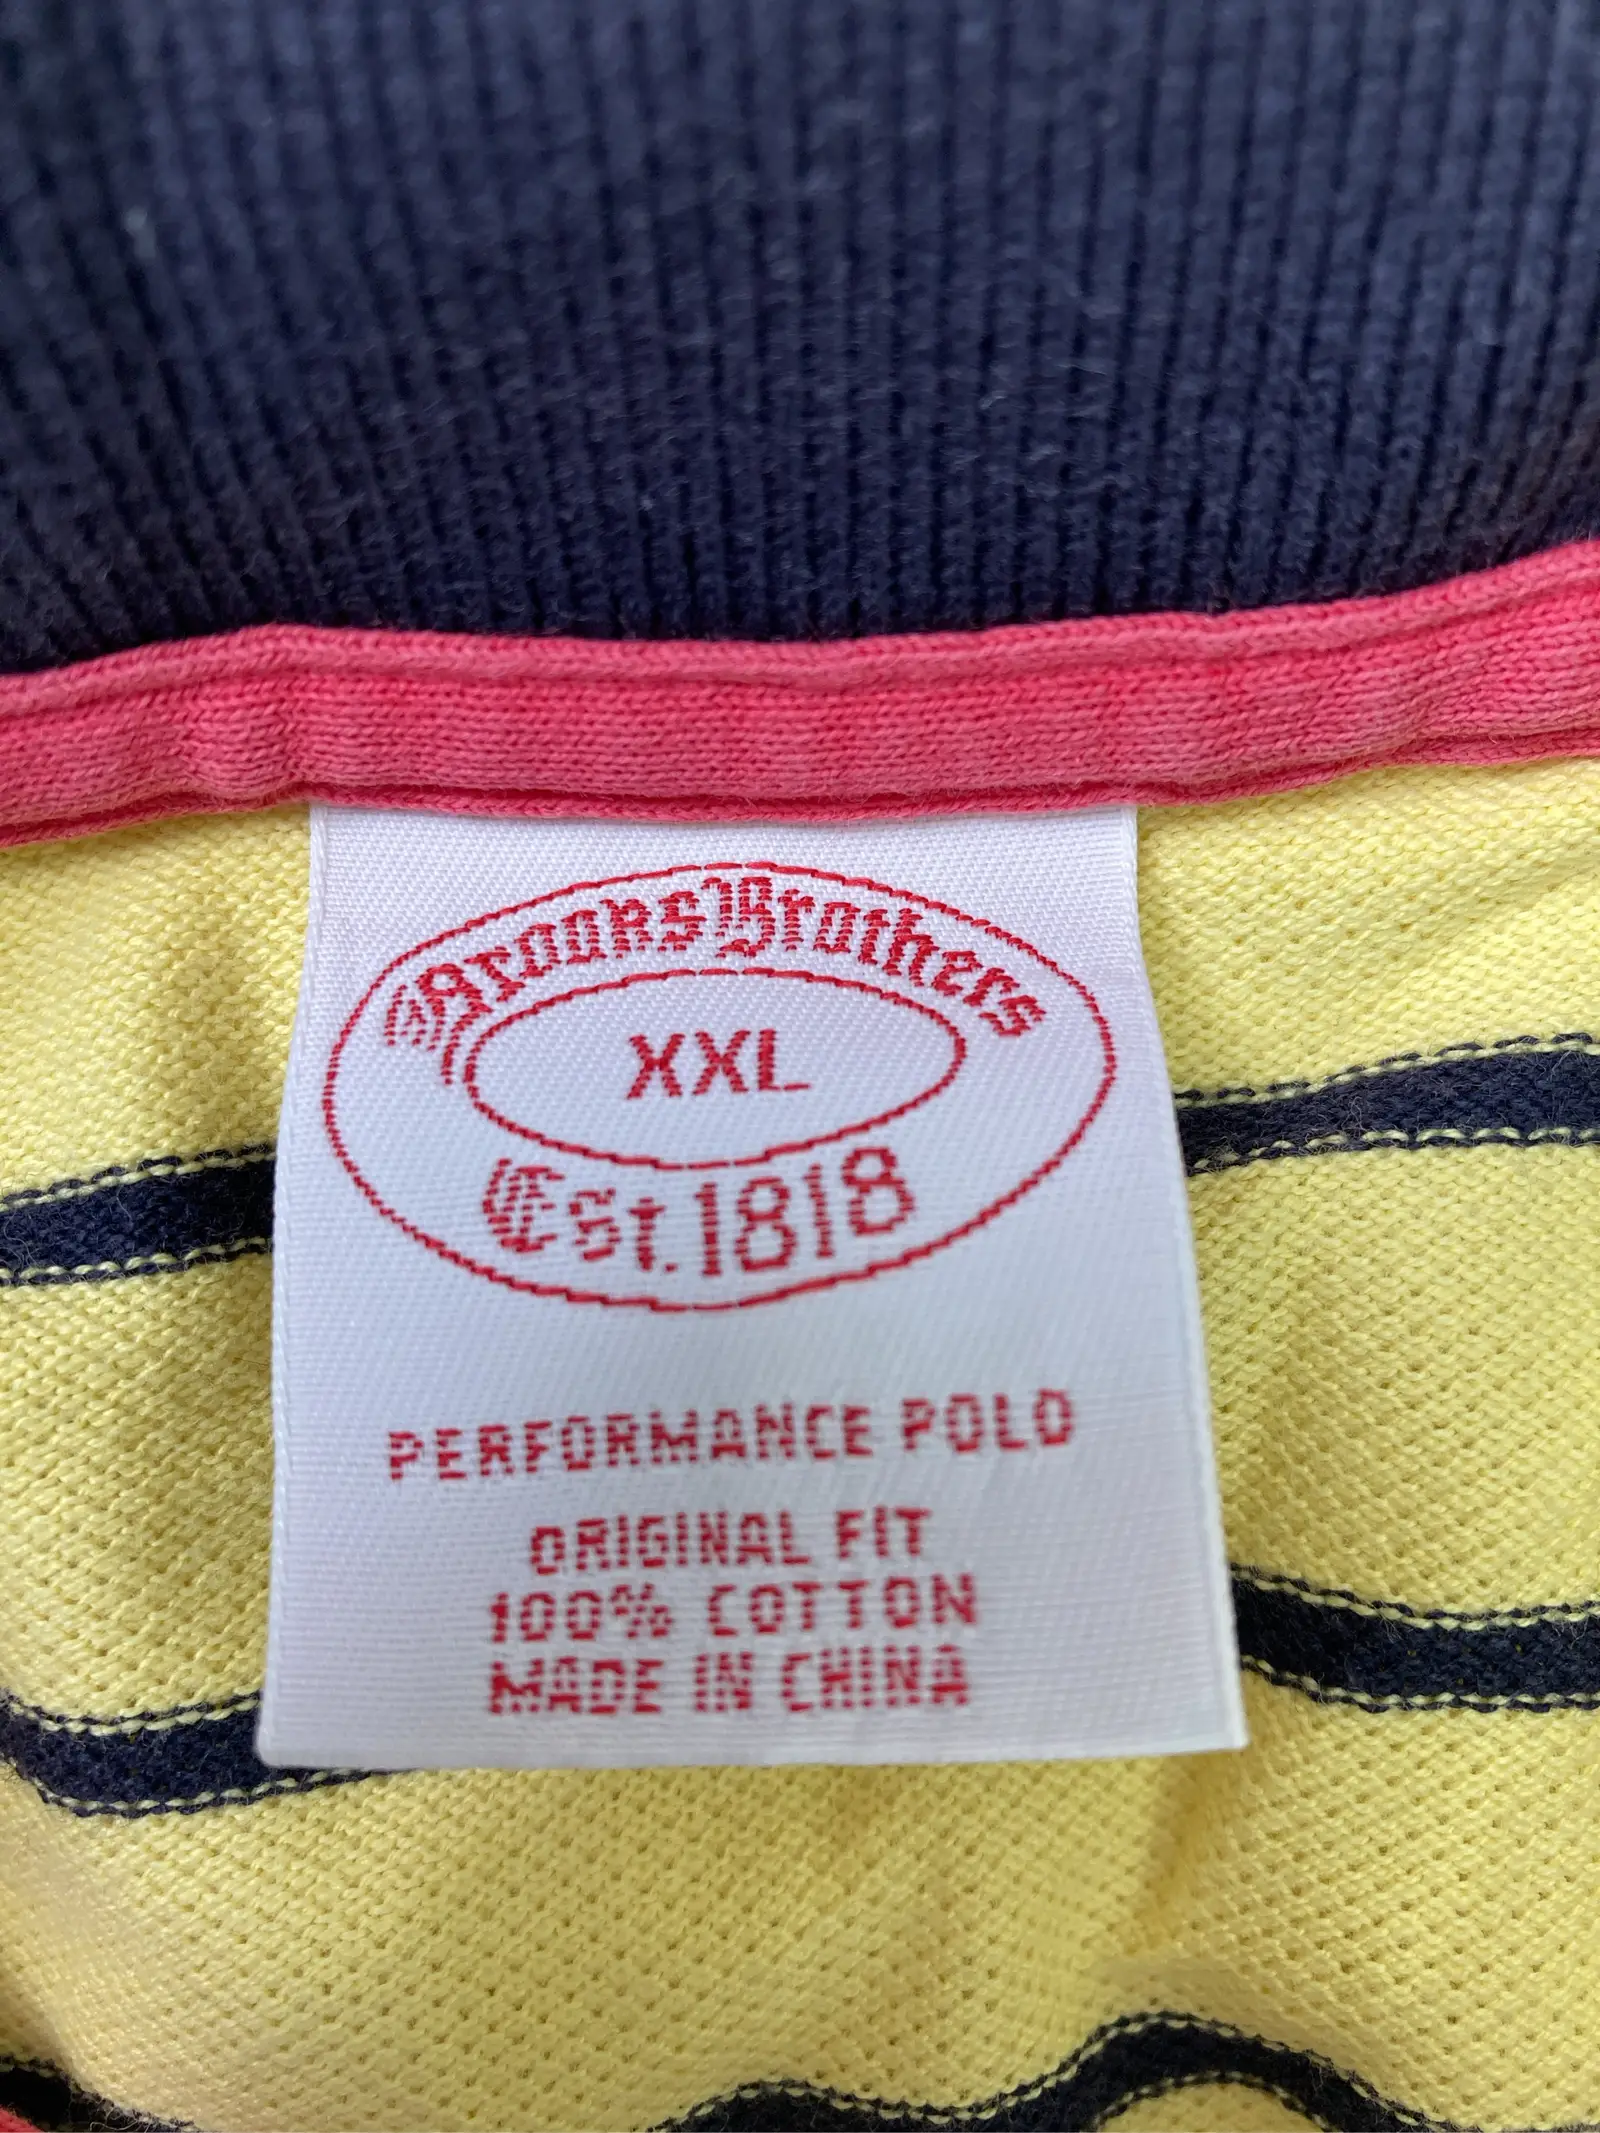 Brooks Brothers
XXL
Est. 1818
PERFORMANCE POLO
ORIGINAL FIT
100% COTTON
MADE IN CHINA